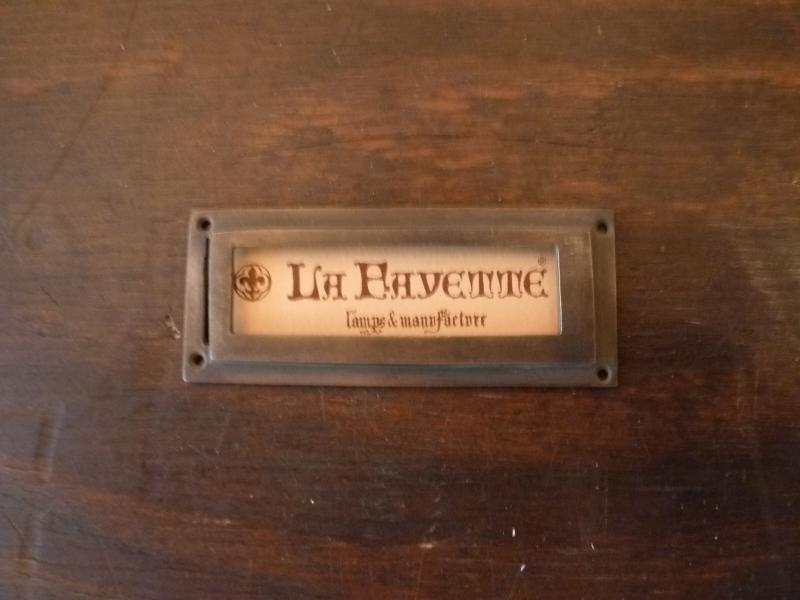 La Fayette®
lamps & manufacture